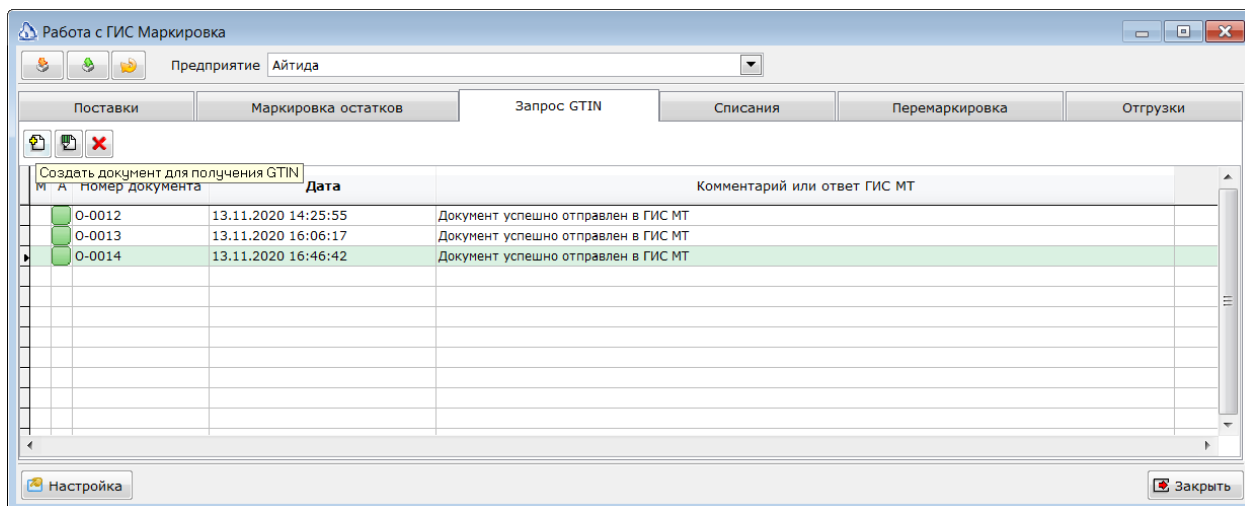 Работа с ГИС Маркировка
Предприятие Айтида
Поставки Маркировка остатков Запрос GTIN Списания Перемаркировка Отгрузки
Создать документ для получения GTIN
М А Номер документа Дата Комментарий или ответ ГИС МТ
О-0012 13.11.2020 14:25:55 Документ успешно отправлен в ГИС МТ
О-0013 13.11.2020 16:06:17 Документ успешно отправлен в ГИС МТ
О-0014 13.11.2020 16:46:42 Документ успешно отправлен в ГИС МТ
Настройка Закрыть